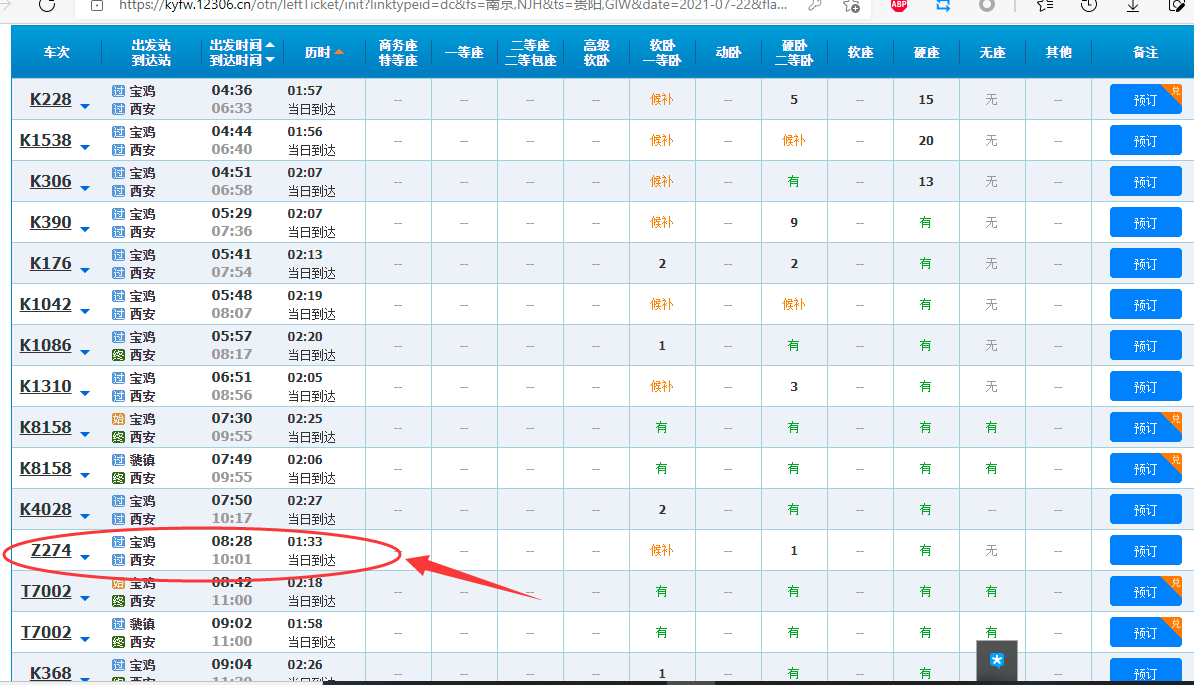 https://kyfw.12306.cn/otn/leftTicket/init?linktypeid=dc&fs=南京,NJH&ts=贵阳,GIW&date=2021-07-22&fla...
ABP
车次 出发站 到达站 出发时间 到达时间 历时 商务座 特等座 一等座 二等座 二等包座 高级 软卧 软卧 一等卧 动卧 硬卧 二等卧 软座 硬座 无座 其他 备注
K228 过 宝鸡 04:36 01:57 -- -- -- -- 候补 -- 5 -- 15 无 -- 预订 兑
过 西安 06:33 当日到达
K1538 过 宝鸡 04:44 01:56 -- -- -- -- 候补 -- 候补 -- 20 无 -- 预订
过 西安 06:40 当日到达
K306 过 宝鸡 04:51 02:07 -- -- -- -- 候补 -- 有 -- 13 无 -- 预订
过 西安 06:58 当日到达
K390 过 宝鸡 05:29 02:07 -- -- -- -- 候补 -- 9 -- 有 无 -- 预订
过 西安 07:36 当日到达
K176 过 宝鸡 05:41 02:13 -- -- -- -- 2 -- 2 -- 有 无 -- 预订
过 西安 07:54 当日到达
K1042 过 宝鸡 05:48 02:19 -- -- -- -- 候补 -- 候补 -- 有 无 -- 预订
过 西安 08:07 当日到达
K1086 过 宝鸡 05:57 02:20 -- -- -- -- 1 -- 有 -- 有 无 -- 预订
终 西安 08:17 当日到达
K1310 过 宝鸡 06:51 02:05 -- -- -- -- 候补 -- 3 -- 有 无 -- 预订
过 西安 08:56 当日到达
K8158 始 宝鸡 07:30 02:25 -- -- -- -- 有 -- 有 -- 有 有 -- 预订 兑
终 西安 09:55 当日到达
K8158 过 虢镇 07:49 02:06 -- -- -- -- 有 -- 有 -- 有 有 -- 预订 兑
终 西安 09:55 当日到达
K4028 过 宝鸡 07:50 02:27 -- -- -- -- 2 -- 有 -- 有 -- -- 预订
过 西安 10:17 当日到达
Z274 过 宝鸡 08:28 01:33 -- -- -- 候补 -- 1 -- 有 无 -- 预订
过 西安 10:01 当日到达
T7002 始 宝鸡 08:42 02:18 -- -- -- -- 有 -- 有 -- 有 有 -- 预订 兑
终 西安 11:00 当日到达
T7002 过 虢镇 09:02 01:58 -- -- -- -- 有 -- 有 -- 有 有 -- 预订 兑
终 西安 11:00 当日到达
K368 过 宝鸡 09:04 02:26 -- -- -- -- 1 -- 有 -- 有 -- 预订
西安 11:30 当日到达